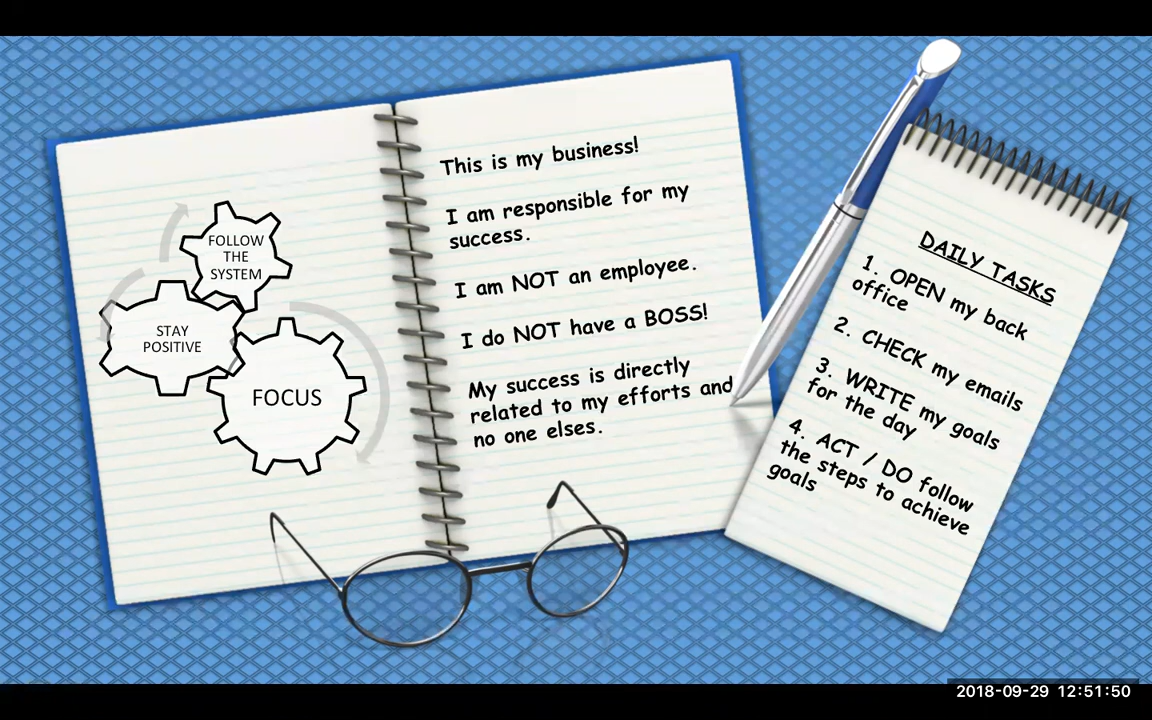 FOLLOW
THE
SYSTEM
STAY
POSITIVE
FOCUS
This is my business!
I am responsible for my
success.
I am NOT an employee.
I do NOT have a BOSS!
My success is directly
related to my efforts and
no one elses.
DAILY TASKS
1. OPEN my back
office
2. CHECK my emails
3. WRITE my goals
for the day
4. ACT / DO follow
the steps to achieve
goals
2018-09-29 12:51:50